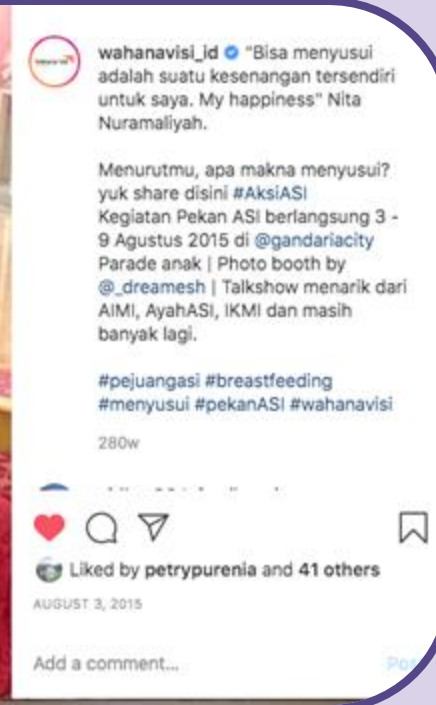 wahanavisi_id "Bisa menyusui
adalah suatu kesenangan tersendiri
untuk saya. My happiness" Nita
Nuramaliyah.
Menurutmu, apa makna menyusui?
yuk share disini #AksiASI
Kegiatan Pekan ASI berlangsung 3 -
9 Agustus 2015 di @gandariacity
Parade anak | Photo booth by
@_dreamesh | Talkshow menarik dari
AIMI, AyahASI, IKMI dan masih
banyak lagi.
#pejuangasi #breastfeeding
#menyusui #pekanASI #wahanavisi
280w
Liked by petrypurenia and 41 others
AUGUST 3, 2015
Add a comment...